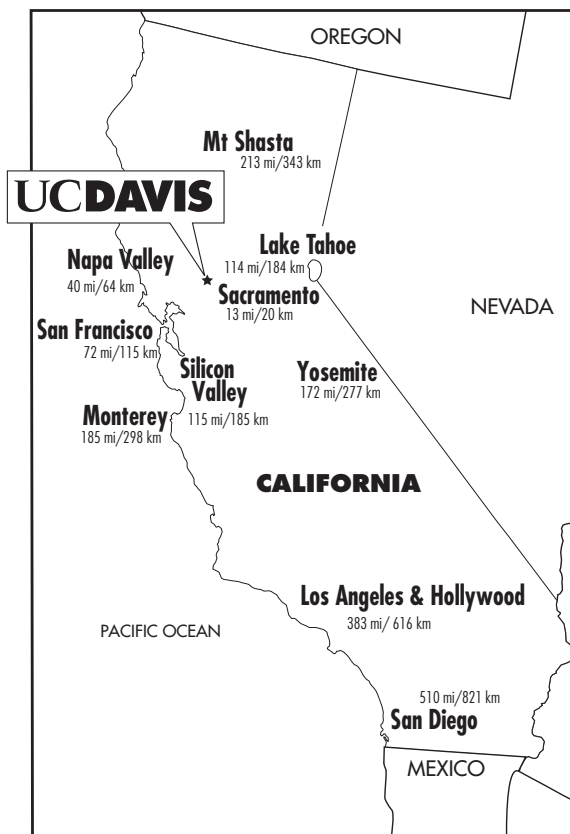 OREGON
Mt Shasta
213 mi/343 km
UCDAVIS
Lake Tahoe
114 mi/184 km
Napa Valley
40 mi/64 km
Sacramento
13 mi/20 km
NEVADA
San Francisco
72 mi/115 km
Silicon
Valley
115 mi/185 km
Yosemite
172 mi/277 km
Monterey
185 mi/298 km
CALIFORNIA
Los Angeles & Hollywood
383 mi/ 616 km
PACIFIC OCEAN
510 mi/821 km
San Diego
MEXICO